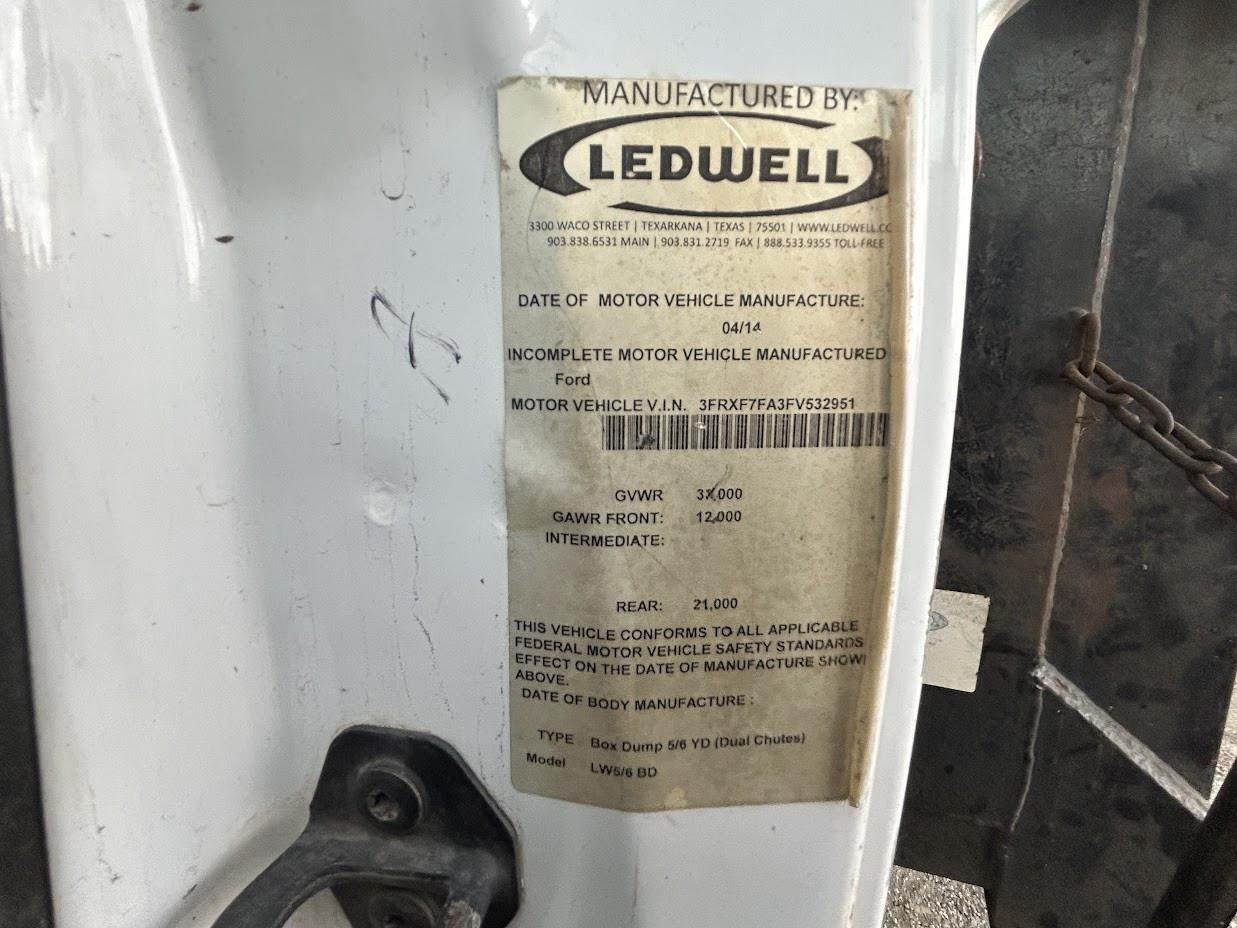 MANUFACTURED BY:
LEDWELL
3300 WACO STREET | TEXARKANA | TEXAS | 75501 | WWW.LEDWELL.CO
903.838.6531 MAIN | 903.831.2719 FAX | 888.533.9355 TOLL-FREE
DATE OF MOTOR VEHICLE MANUFACTURE:
04/14
INCOMPLETE MOTOR VEHICLE MANUFACTURED
Ford
MOTOR VEHICLE V.I.N. 3FRXF7FA3FV532951
GVWR
GAWR FRONT: 12,000
INTERMEDIATE:
REAR: 21,000
THIS VEHICLE CONFORMS TO ALL APPLICABLE
FEDERAL MOTOR VEHICLE SAFETY STANDARDS
EFFECT ON THE DATE OF MANUFACTURE SHOW
ABOVE.
DATE OF BODY MANUFACTURE :
TYPE Box Dump 5/6 YD (Dual Chutes)
Model LW5/6 BD